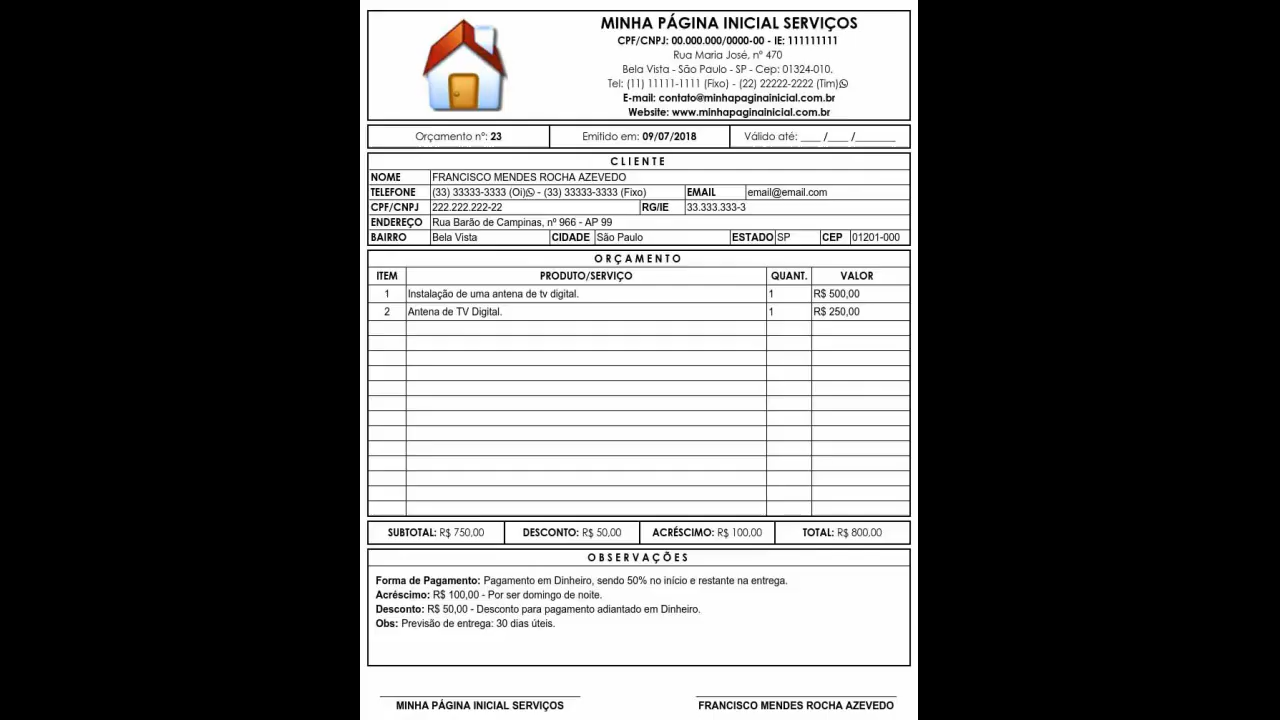 MINHA PÁGINA INICIAL SERVIÇOS
CPF/CNPJ: 00.000.000/0000-00 - IE: 111111111
Rua Maria José, nº 470
Bela Vista - São Paulo - SP - Cep: 01324-010.
Tel: (11) 11111-1111 (Fixo) - (22) 22222-2222 (Tim)
E-mail: contato@minhapaginainicial.com.br
Website: www.minhapaginainicial.com.br
Orçamento nº: 23 Emitido em: 09/07/2018 Válido até: ____ /____ /_______
CLIENTE
NOME FRANCISCO MENDES ROCHA AZEVEDO
TELEFONE (33) 33333-3333 (Oi) - (33) 33333-3333 (Fixo) EMAIL email@email.com
CPF/CNPJ 222.222.222-22 RG/IE 33.333.333-3
ENDEREÇO Rua Barão de Campinas, nº 966 - AP 99
BAIRRO Bela Vista CIDADE São Paulo ESTADO SP CEP 01201-000
ORÇAMENTO
ITEM PRODUTO/SERVIÇO QUANT. VALOR
1 Instalação de uma antena de tv digital. 1 R$ 500,00
2 Antena de TV Digital. 1 R$ 250,00
SUBTOTAL: R$ 750,00 DESCONTO: R$ 50,00 ACRÉSCIMO: R$ 100,00 TOTAL: R$ 800,00
OBSERVAÇÕES
Forma de Pagamento: Pagamento em Dinheiro, sendo 50% no início e restante na entrega.
Acréscimo: R$ 100,00 - Por ser domingo de noite.
Desconto: R$ 50,00 - Desconto para pagamento adiantado em Dinheiro.
Obs: Previsão de entrega: 30 dias úteis.
MINHA PÁGINA INICIAL SERVIÇOS FRANCISCO MENDES ROCHA AZEVEDO